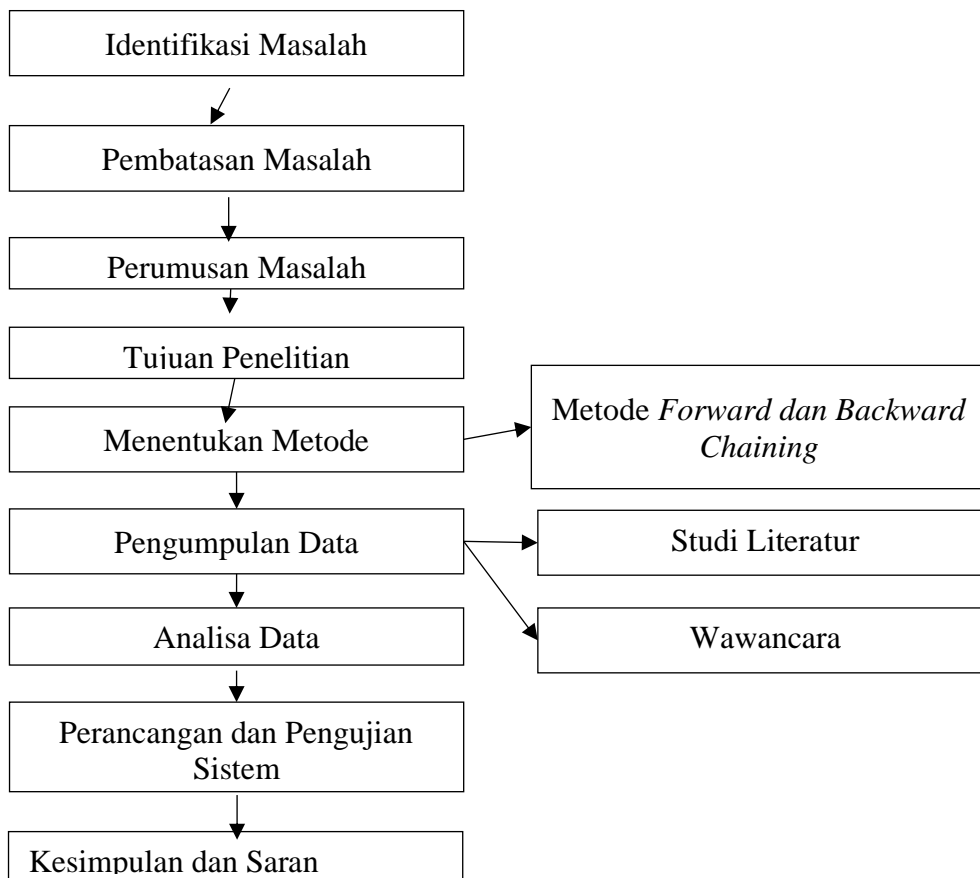 Identifikasi Masalah
Pembatasan Masalah
Perumusan Masalah
Tujuan Penelitian
Menentukan Metode
Metode Forward dan Backward
Chaining
Pengumpulan Data
Studi Literatur
Wawancara
Analisa Data
Perancangan dan Pengujian
Sistem
Kesimpulan dan Saran